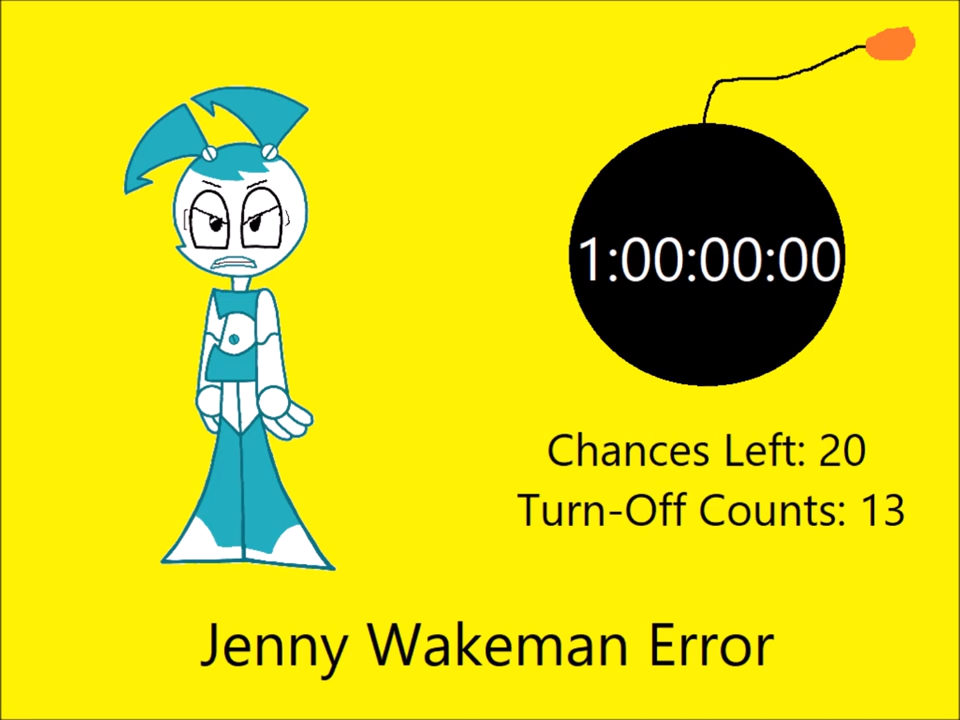 1:00:00:00
Chances Left: 20
Turn-Off Counts: 13
Jenny Wakeman Error